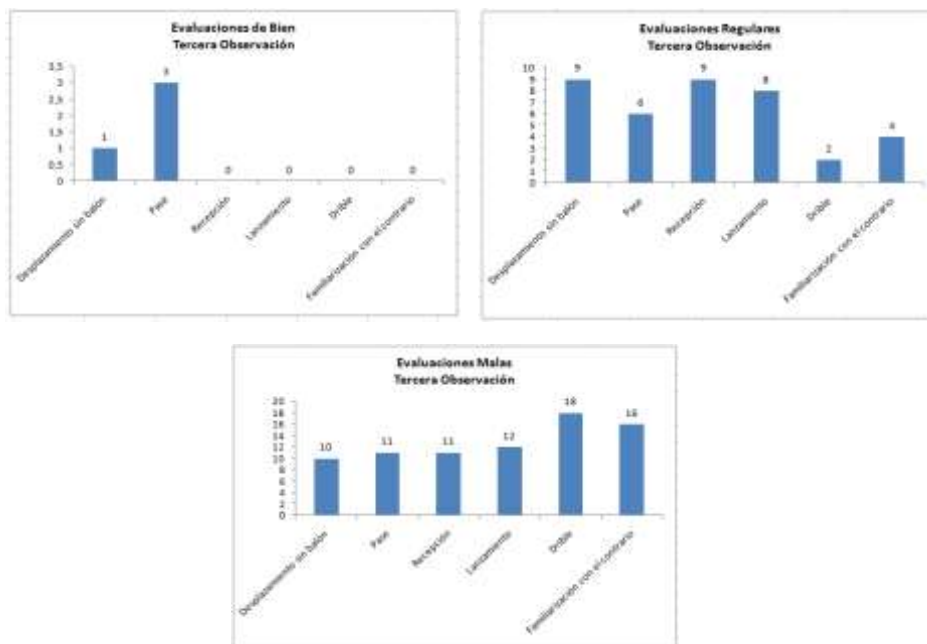 Evaluaciones de Bien
Tercera Observación
3,5
3
2,5
2
1,5
1
0,5
0
1
3
0
0
0
0
Desplazamiento sin balón
Pase
Recepción
Lanzamiento
Drible
Familiarización con el contrario
Evaluaciones Regulares
Tercera Observación
10
9
8
7
6
5
4
3
2
1
0
9
6
9
8
2
4
Desplazamiento sin balón
Pase
Recepción
Lanzamiento
Drible
Familiarización con el contrario
Evaluaciones Malas
Tercera Observación
20
18
16
14
12
10
8
6
4
2
0
10
11
11
12
18
16
Desplazamiento sin balón
Pase
Recepción
Lanzamiento
Drible
Familiarización con el contrario